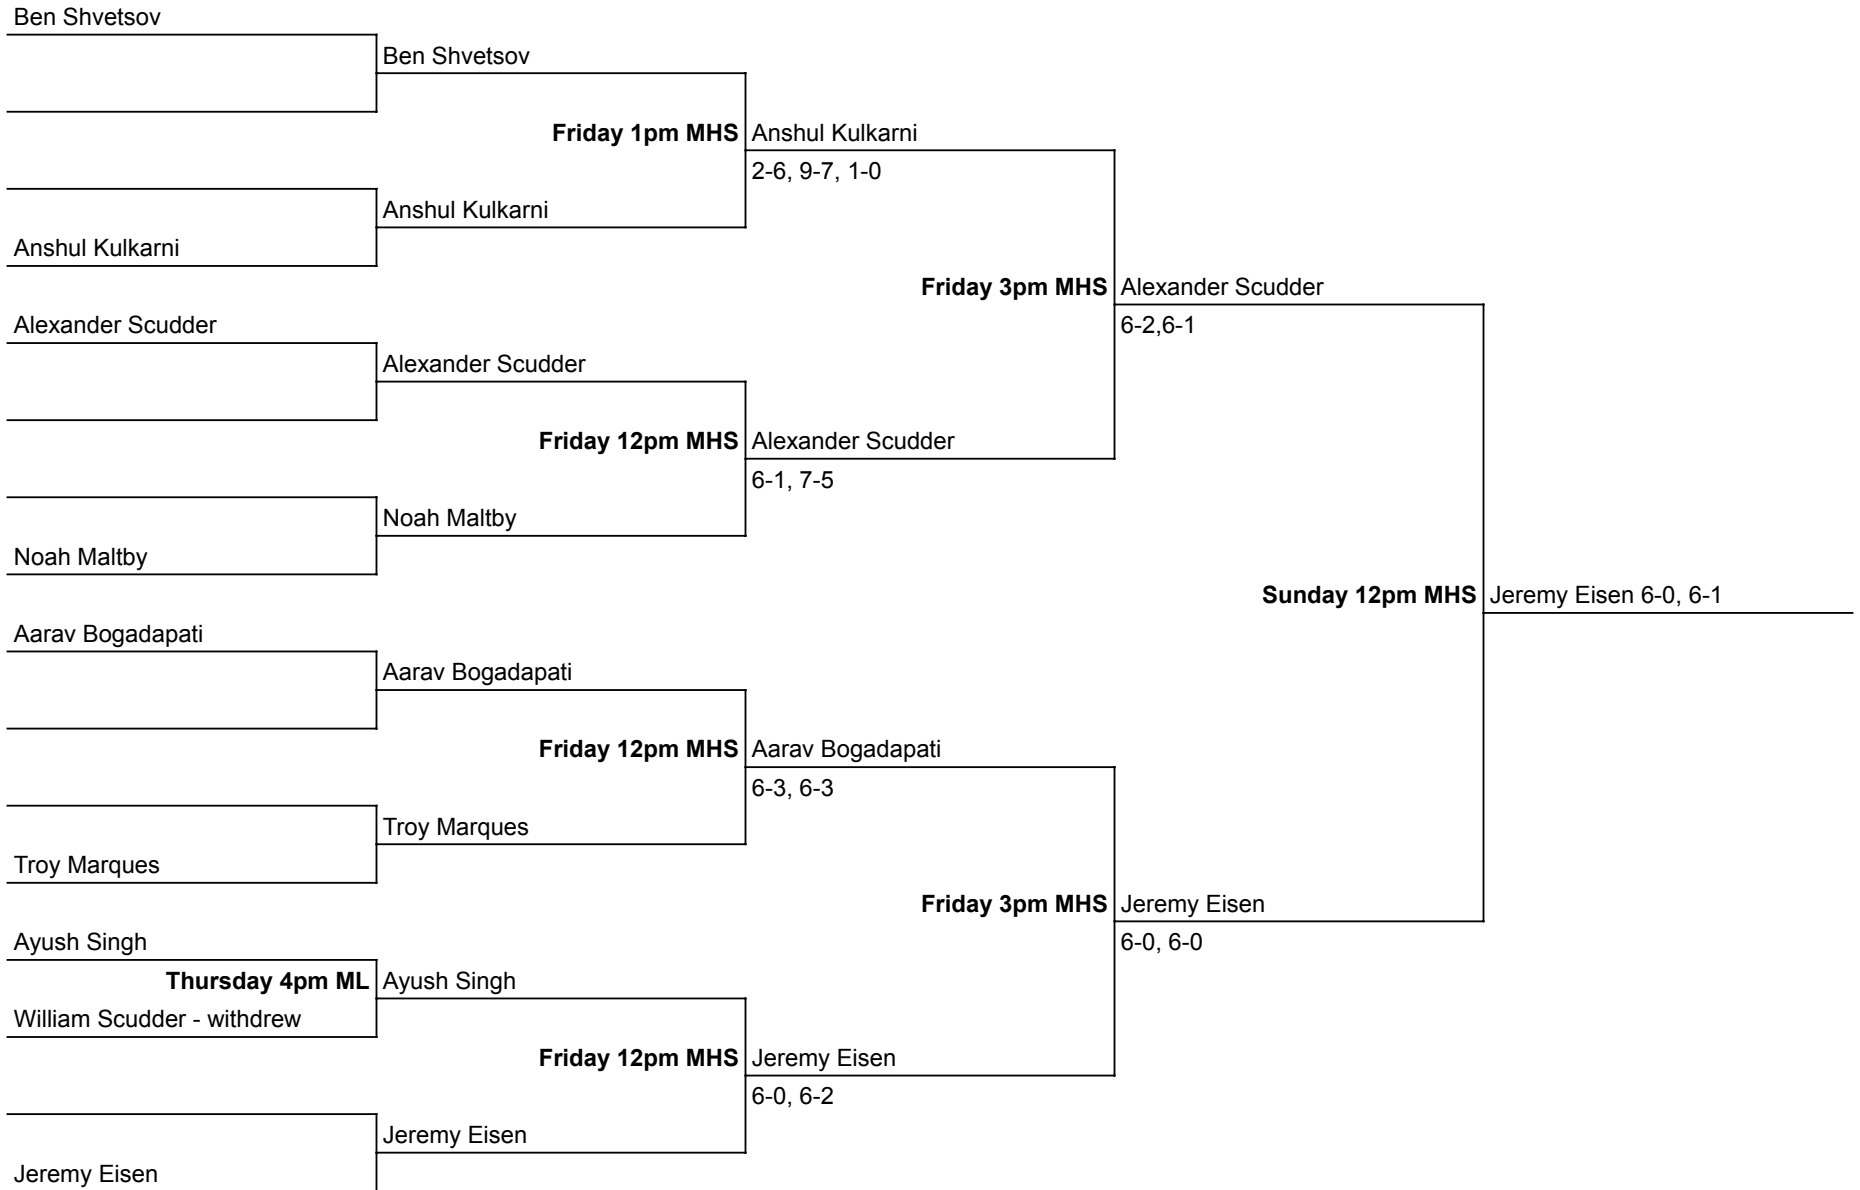 Ben Shvetsov
Ben Shvetsov
Friday 1pm MHS Anshul Kulkarni
2-6, 9-7, 1-0
Anshul Kulkarni
Anshul Kulkarni
Friday 3pm MHS Alexander Scudder
Alexander Scudder
6-2,6-1
Alexander Scudder
Friday 12pm MHS Alexander Scudder
6-1, 7-5
Noah Maltby
Noah Maltby
Sunday 12pm MHS Jeremy Eisen 6-0, 6-1
Aarav Bogadapati
Aarav Bogadapati
Friday 12pm MHS Aarav Bogadapati
6-3, 6-3
Troy Marques
Troy Marques
Friday 3pm MHS Jeremy Eisen
Ayush Singh
6-0, 6-0
Thursday 4pm ML Ayush Singh
William Scudder - withdrew
Friday 12pm MHS Jeremy Eisen
6-0, 6-2
Jeremy Eisen
Jeremy Eisen